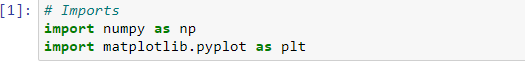 [1]: # Imports
import numpy as np
import matplotlib.pyplot as plt